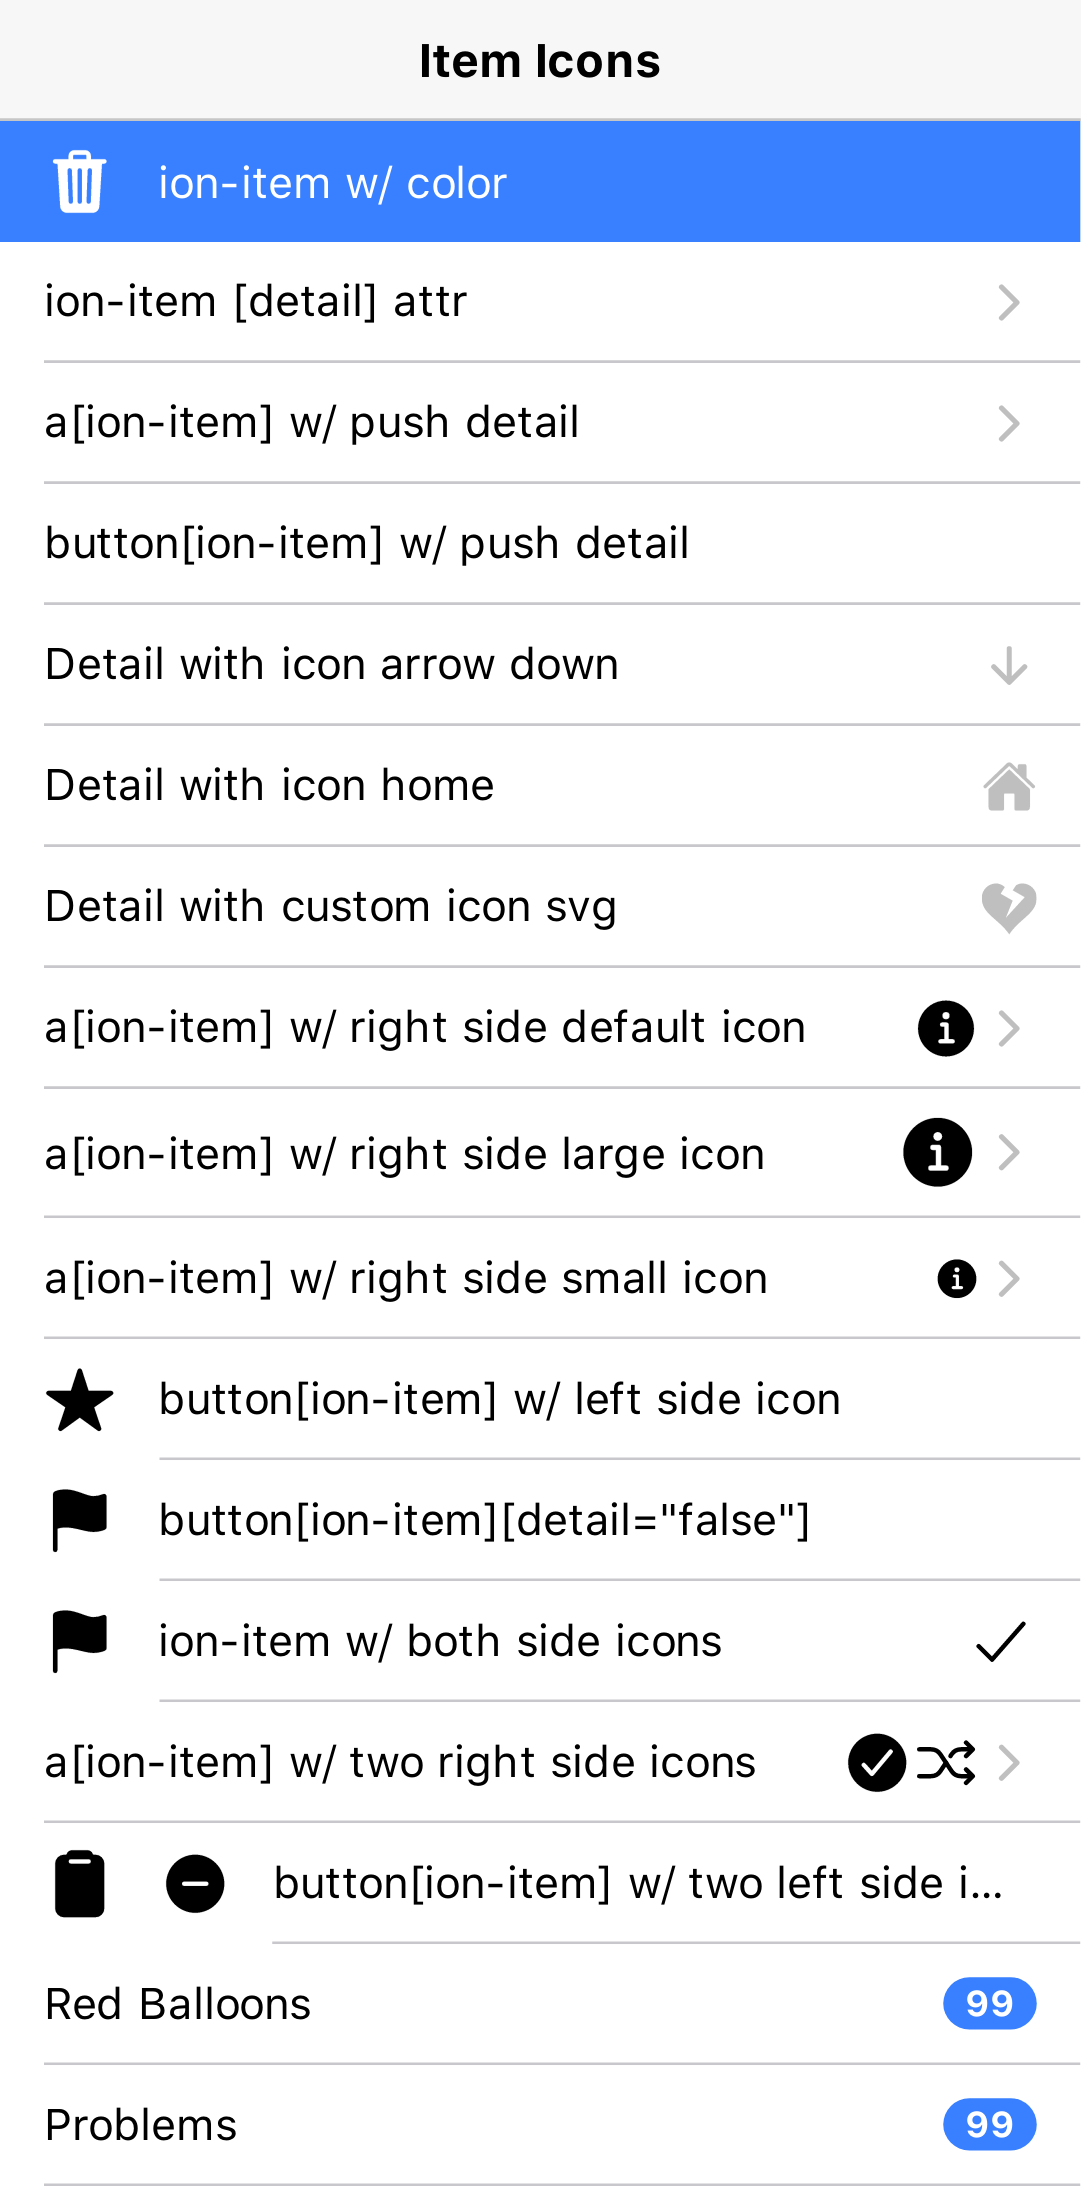 Item Icons
ion-item w/ color
ion-item [detail] attr
a[ion-item] w/ push detail
button[ion-item] w/ push detail
Detail with icon arrow down
Detail with icon home
Detail with custom icon svg
a[ion-item] w/ right side default icon
a[ion-item] w/ right side large icon
a[ion-item] w/ right side small icon
button[ion-item] w/ left side icon
button[ion-item][detail="false"]
ion-item w/ both side icons
a[ion-item] w/ two right side icons
button[ion-item] w/ two left side i...
Red Balloons 99
Problems 99